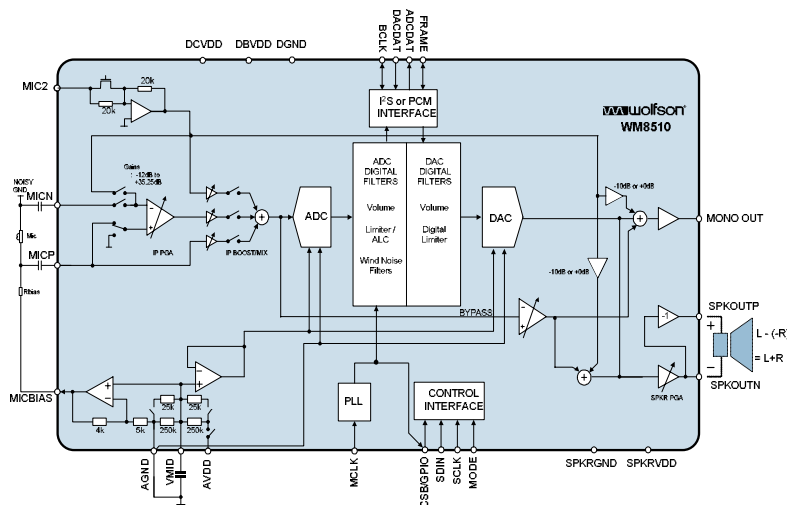 DCVDD
DBVDD
DGND
BCLK
DACDAT
ADCDAT
FRAME
MIC2
20k
20k
I²S or PCM
INTERFACE
wolfson
WM8510
NOISY
GND
MICN
Gains
: -12dB to
+35.25dB
ADC
DIGITAL
FILTERS
Volume
Limiter /
ALC
Wind Noise
Filters
DAC
DIGITAL
FILTERS
Volume
Digital
Limiter
-10dB or +0dB
Mic
MICP
IP PGA
IP BOOST/MIX
ADC
DAC
MONO OUT
-10dB or +0dB
Rbias
BYPASS
-1
SPKOUTP
L - (-R)
= L+R
SPKOUTN
SPKR PGA
MICBIAS
4k
5k
25k
25k
250k
250k
PLL
CONTROL
INTERFACE
AGND
VMID
AVDD
MCLK
CSB/GPIO
SDIN
SCLK
MODE
SPKRGND
SPKRVDD